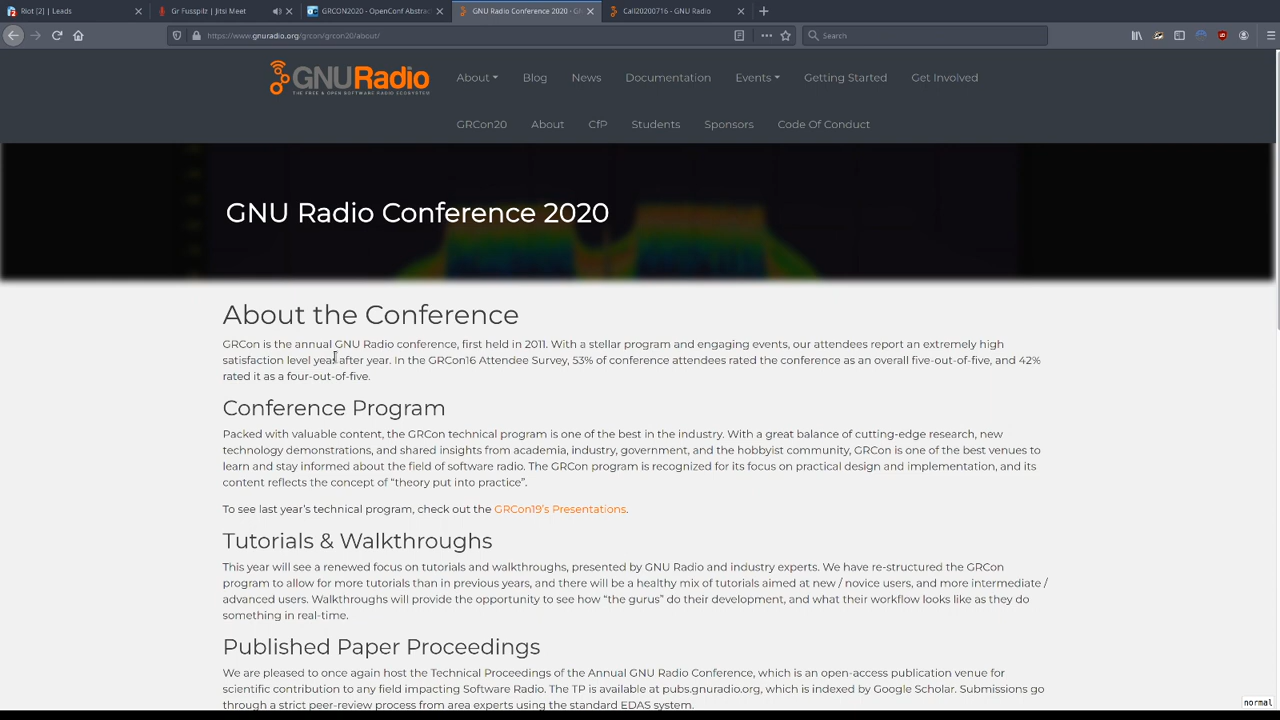 Riot [2] | Leads
Gr Fusspilz | Jitsi Meet
GRCON2020 - OpenConf Abstrac
GNU Radio Conference 2020 - G
Call20200716 - GNU Radio
https://www.gnuradio.org/grcon/grcon20/about/
Search
GNURadio
THE FREE & OPEN SOFTWARE RADIO ECOSYSTEM
About Blog News Documentation Events Getting Started Get Involved
GRCon20 About CfP Students Sponsors Code Of Conduct
GNU Radio Conference 2020
About the Conference
GRCon is the annual GNU Radio conference, first held in 2011. With a stellar program and engaging events, our attendees report an extremely high
satisfaction level year after year. In the GRCon16 Attendee Survey, 53% of conference attendees rated the conference as an overall five-out-of-five, and 42%
rated it as a four-out-of-five.
Conference Program
Packed with valuable content, the GRCon technical program is one of the best in the industry. With a great balance of cutting-edge research, new
technology demonstrations, and shared insights from academia, industry, government, and the hobbyist community, GRCon is one of the best venues to
learn and stay informed about the field of software radio. The GRCon program is recognized for its focus on practical design and implementation, and its
content reflects the concept of “theory put into practice”.
To see last year’s technical program, check out the GRCon19’s Presentations.
Tutorials & Walkthroughs
This year will see a renewed focus on tutorials and walkthroughs, presented by GNU Radio and industry experts. We have re-structured the GRCon
program to allow for more tutorials than in previous years, and there will be a healthy mix of tutorials aimed at new / novice users, and more intermediate /
advanced users. Walkthroughs will provide the opportunity to see how “the gurus” do their development, and what their workflow looks like as they do
something in real-time.
Published Paper Proceedings
We are pleased to once again host the Technical Proceedings of the Annual GNU Radio Conference, which is an open-access publication venue for
scientific contribution to any field impacting Software Radio. The TP is available at pubs.gnuradio.org, which is indexed by Google Scholar. Submissions go
through a strict peer-review process from area experts using the standard EDAS system.
normal